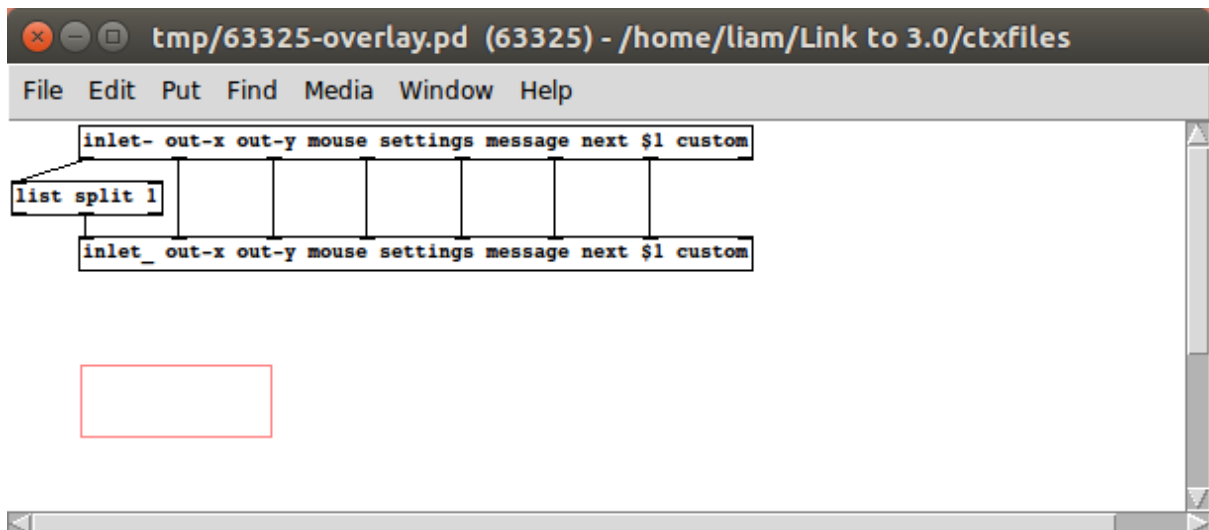 tmp/63325-overlay.pd (63325) - /home/liam/Link to 3.0/ctxfiles
File Edit Put Find Media Window Help
inlet- out-x out-y mouse settings message next $1 custom
list split 1
inlet_ out-x out-y mouse settings message next $1 custom